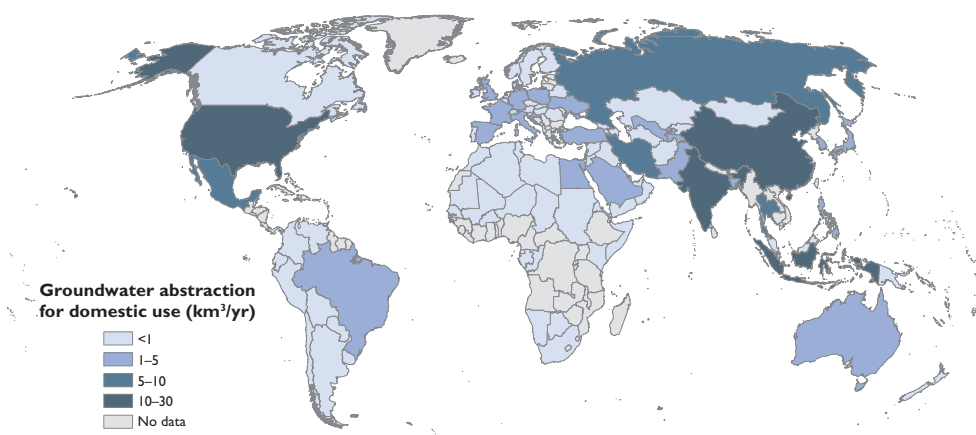 Groundwater abstraction
for domestic use (km³/yr)
<1
1–5
5–10
10–30
No data